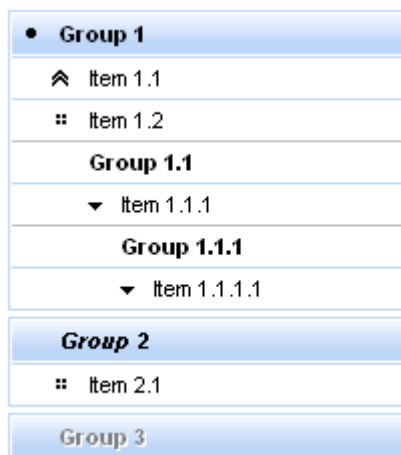 Group 1
Item 1.1
Item 1.2
Group 1.1
Item 1.1.1
Group 1.1.1
Item 1.1.1.1
Group 2
Item 2.1
Group 3